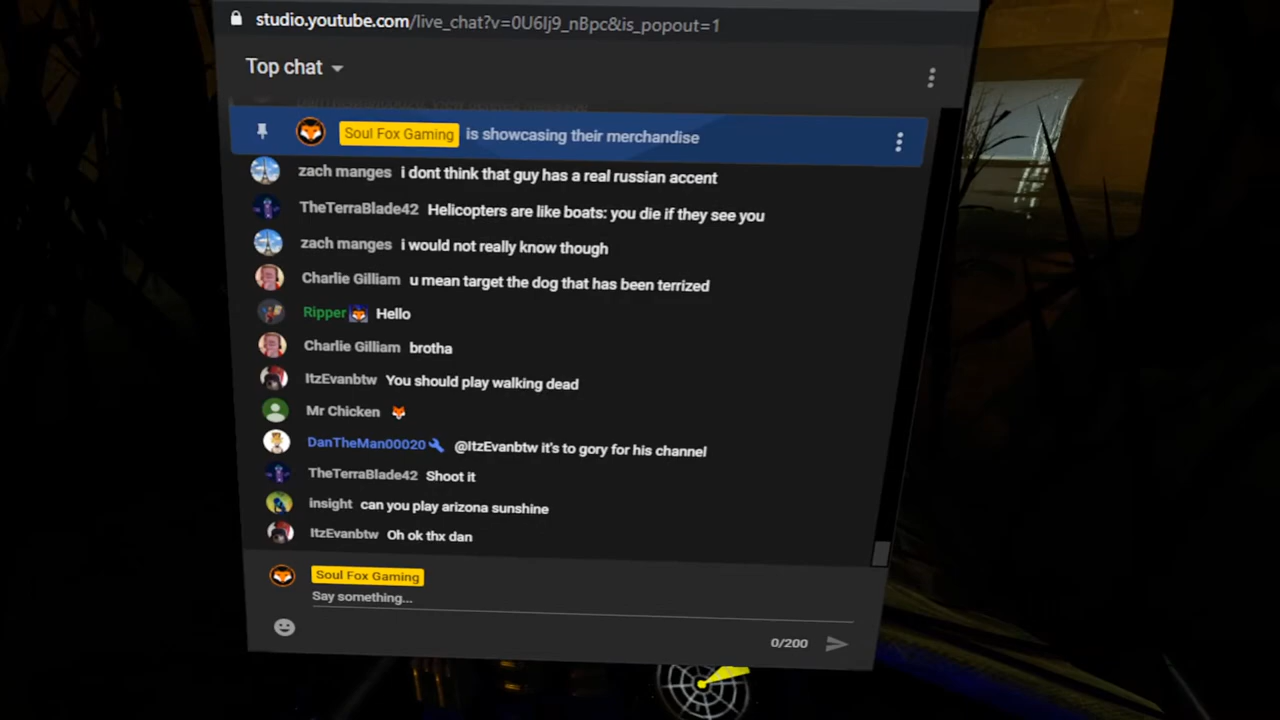 studio.youtube.com/live_chat?v=0U6Ij9_nBpc&is_popout=1
Top chat
Soul Fox Gaming is showcasing their merchandise
zach manges i dont think that guy has a real russian accent
TheTerraBlade42 Helicopters are like boats: you die if they see you
zach manges i would not really know though
Charlie Gilliam u mean target the dog that has been terrized
Ripper Hello
Charlie Gilliam brotha
ItzEvanbtw You should play walking dead
Mr Chicken
DanTheMan00020 @ItzEvanbtw it's to gory for his channel
TheTerraBlade42 Shoot it
insight can you play arizona sunshine
ItzEvanbtw Oh ok thx dan
Soul Fox Gaming
Say something...
0/200